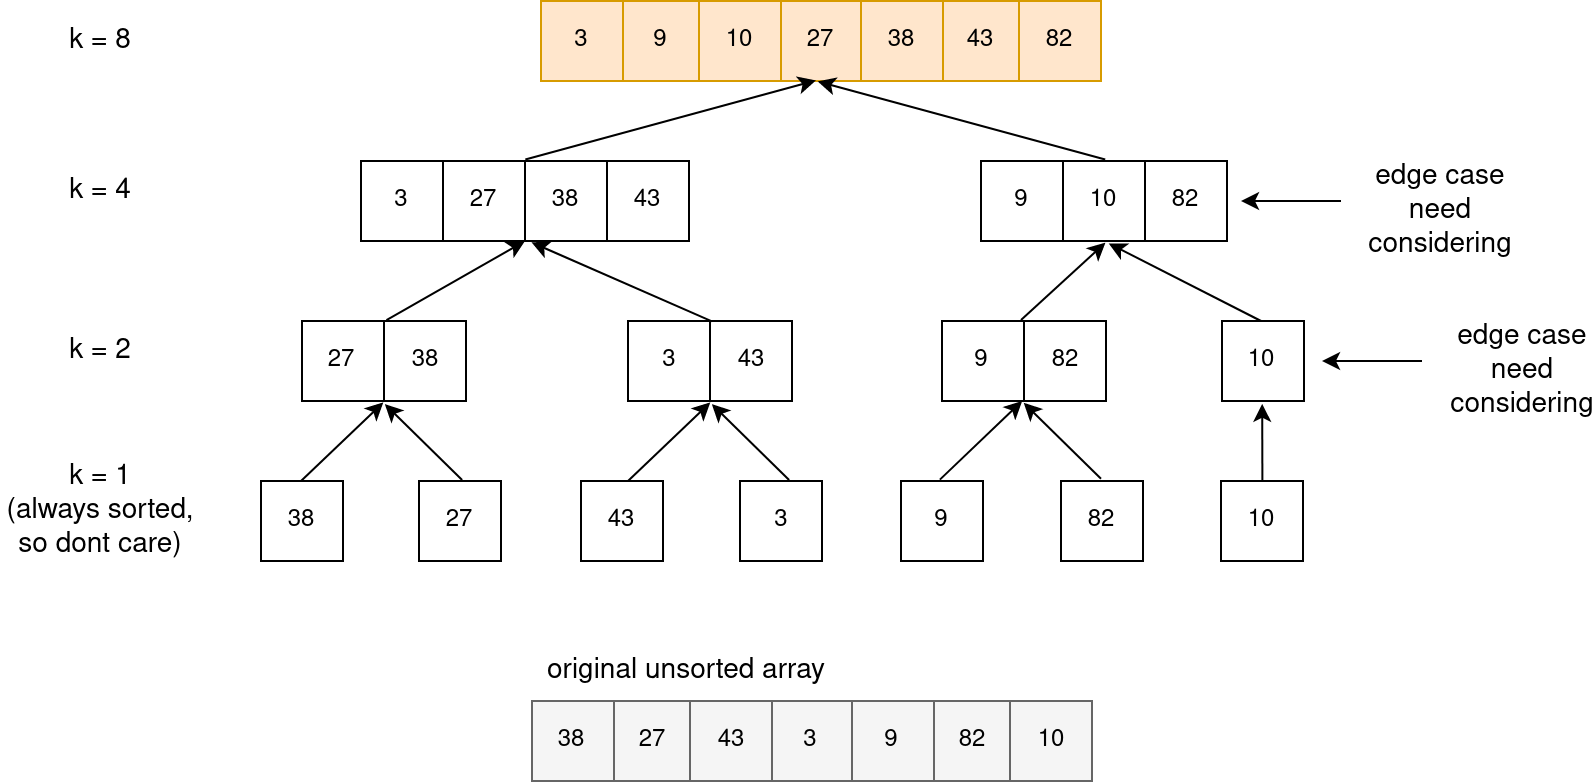 k = 8
3 9 10 27 38 43 82
k = 4
3 27 38 43
9 10 82
edge case
need
considering
k = 2
27 38
3 43
9 82
10
edge case
need
considering
k = 1
(always sorted,
so dont care)
38
27
43
3
9
82
10
original unsorted array
38 27 43 3 9 82 10